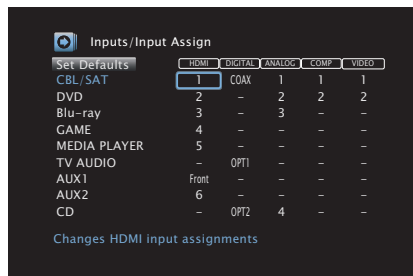 Inputs/Input Assign
Set Defaults HDMI DIGITAL ANALOG COMP VIDEO
CBL/SAT 1 COAX 1 1 1
DVD 2 – 2 2 2
Blu-ray 3 – 3 – –
GAME 4 – – – –
MEDIA PLAYER 5 – – – –
TV AUDIO – OPT1 – – –
AUX1 Front – – – –
AUX2 6 – – – –
CD – OPT2 4 – –
Changes HDMI input assignments